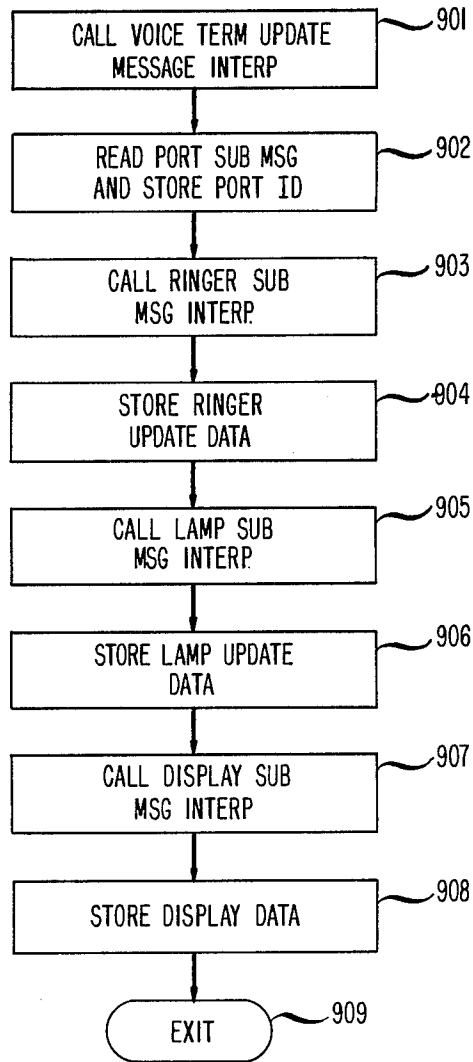 CALL VOICE TERM UPDATE
MESSAGE INTERP
901
READ PORT SUB MSG
AND STORE PORT ID
902
CALL RINGER SUB
MSG INTERP.
903
STORE RINGER
UPDATE DATA
904
CALL LAMP SUB
MSG INTERP.
905
STORE LAMP UPDATE
DATA
906
CALL DISPLAY SUB
MSG INTERP
907
STORE DISPLAY DATA
908
EXIT
909